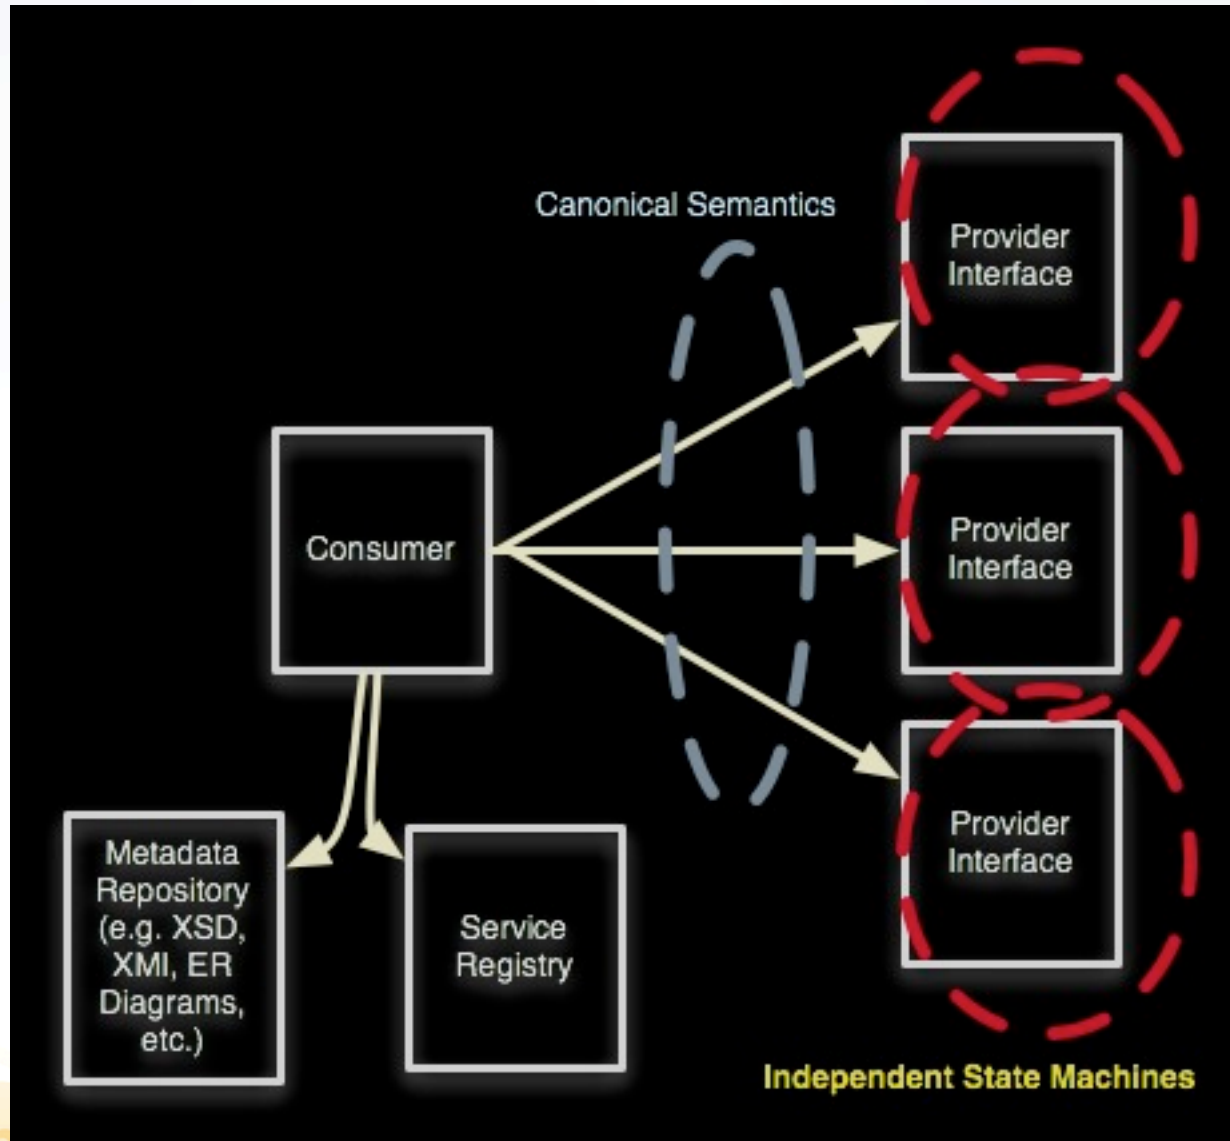 Canonical Semantics
Provider
Interface
Consumer
Provider
Interface
Provider
Interface
Metadata
Repository
(e.g. XSD,
XMI, ER
Diagrams,
etc.)
Service
Registry
Independent State Machines